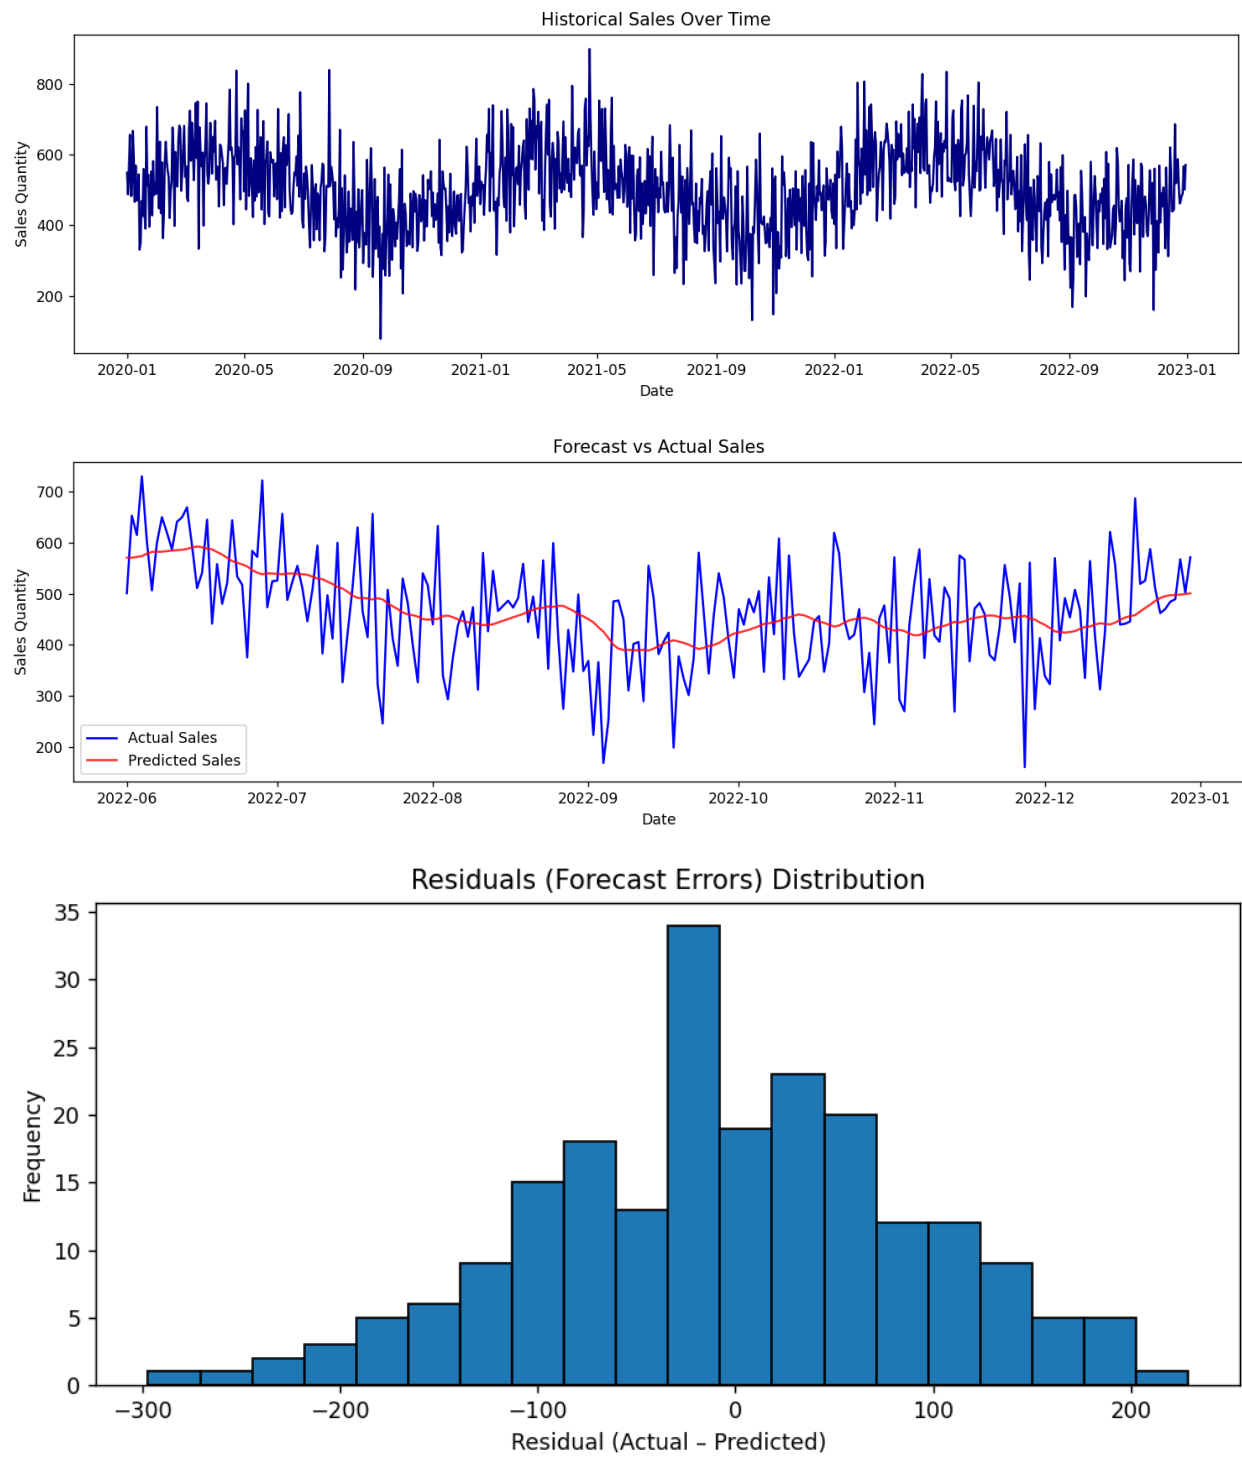 Historical Sales Over Time
800
600
400
200
Sales Quantity
2020-01 2020-05 2020-09 2021-01 2021-05 2021-09 2022-01 2022-05 2022-09 2023-01
Date
Forecast vs Actual Sales
700
600
500
400
300
200
Sales Quantity
Actual Sales
Predicted Sales
2022-06 2022-07 2022-08 2022-09 2022-10 2022-11 2022-12 2023-01
Date
Residuals (Forecast Errors) Distribution
35
30
25
20
15
10
5
0
Frequency
−300 −200 −100 0 100 200
Residual (Actual – Predicted)